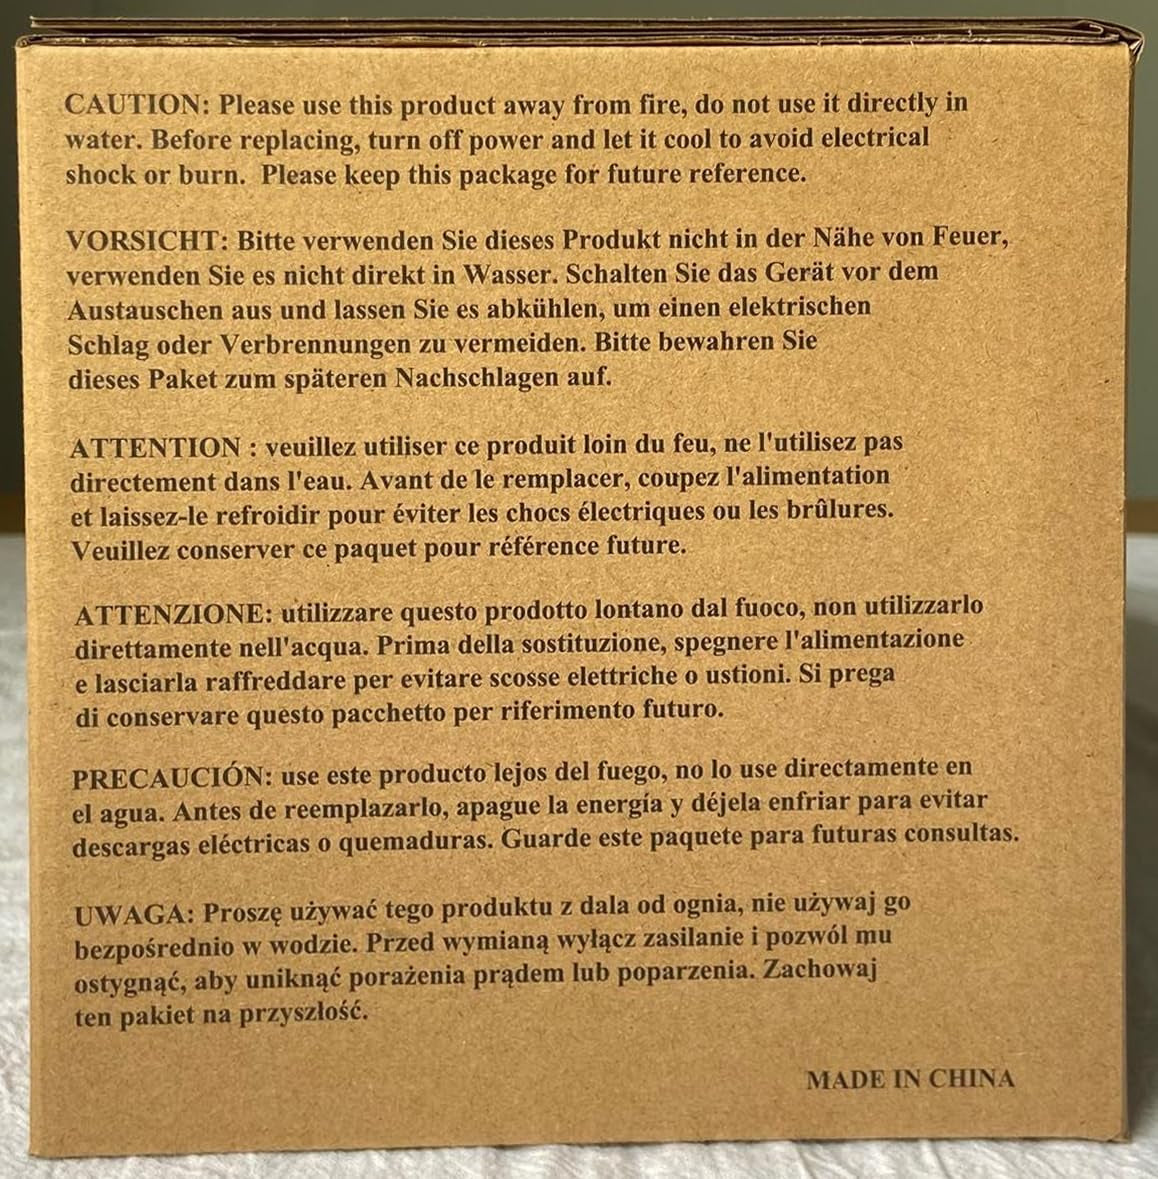 CAUTION: Please use this product away from fire, do not use it directly in
water. Before replacing, turn off power and let it cool to avoid electrical
shock or burn. Please keep this package for future reference.
VORSICHT: Bitte verwenden Sie dieses Produkt nicht in der Nähe von Feuer,
verwenden Sie es nicht direkt in Wasser. Schalten Sie das Gerät vor dem
Austauschen aus und lassen Sie es abkühlen, um einen elektrischen
Schlag oder Verbrennungen zu vermeiden. Bitte bewahren Sie
dieses Paket zum späteren Nachschlagen auf.
ATTENTION : veuillez utiliser ce produit loin du feu, ne l'utilisez pas
directement dans l'eau. Avant de le remplacer, coupez l'alimentation
et laissez-le refroidir pour éviter les chocs électriques ou les brûlures.
Veuillez conserver ce paquet pour référence future.
ATTENZIONE: utilizzare questo prodotto lontano dal fuoco, non utilizzarlo
direttamente nell'acqua. Prima della sostituzione, spegnere l'alimentazione
e lasciarla raffreddare per evitare scosse elettriche o ustioni. Si prega
di conservare questo pacchetto per riferimento futuro.
PRECAUCIÓN: use este producto lejos del fuego, no lo use directamente en
el agua. Antes de reemplazarlo, apague la energía y déjela enfriar para evitar
descargas eléctricas o quemaduras. Guarde este paquete para futuras consultas.
UWAGA: Proszę używać tego produktu z dala od ognia, nie używaj go
bezpośrednio w wodzie. Przed wymianą wyłącz zasilanie i pozwól mu
ostygnąć, aby uniknąć porażenia prądem lub poparzenia. Zachowaj
ten pakiet na przyszłość.
MADE IN CHINA